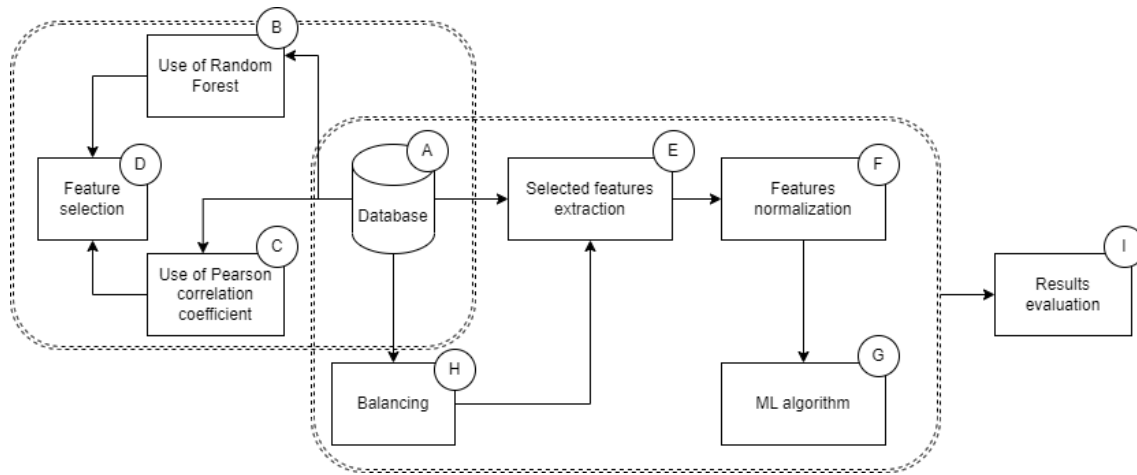 B
Use of Random
Forest
D
Feature
selection
C
Use of Pearson
correlation
coefficient
A
Database
E
Selected features
extraction
F
Features
normalization
H
Balancing
G
ML algorithm
I
Results
evaluation